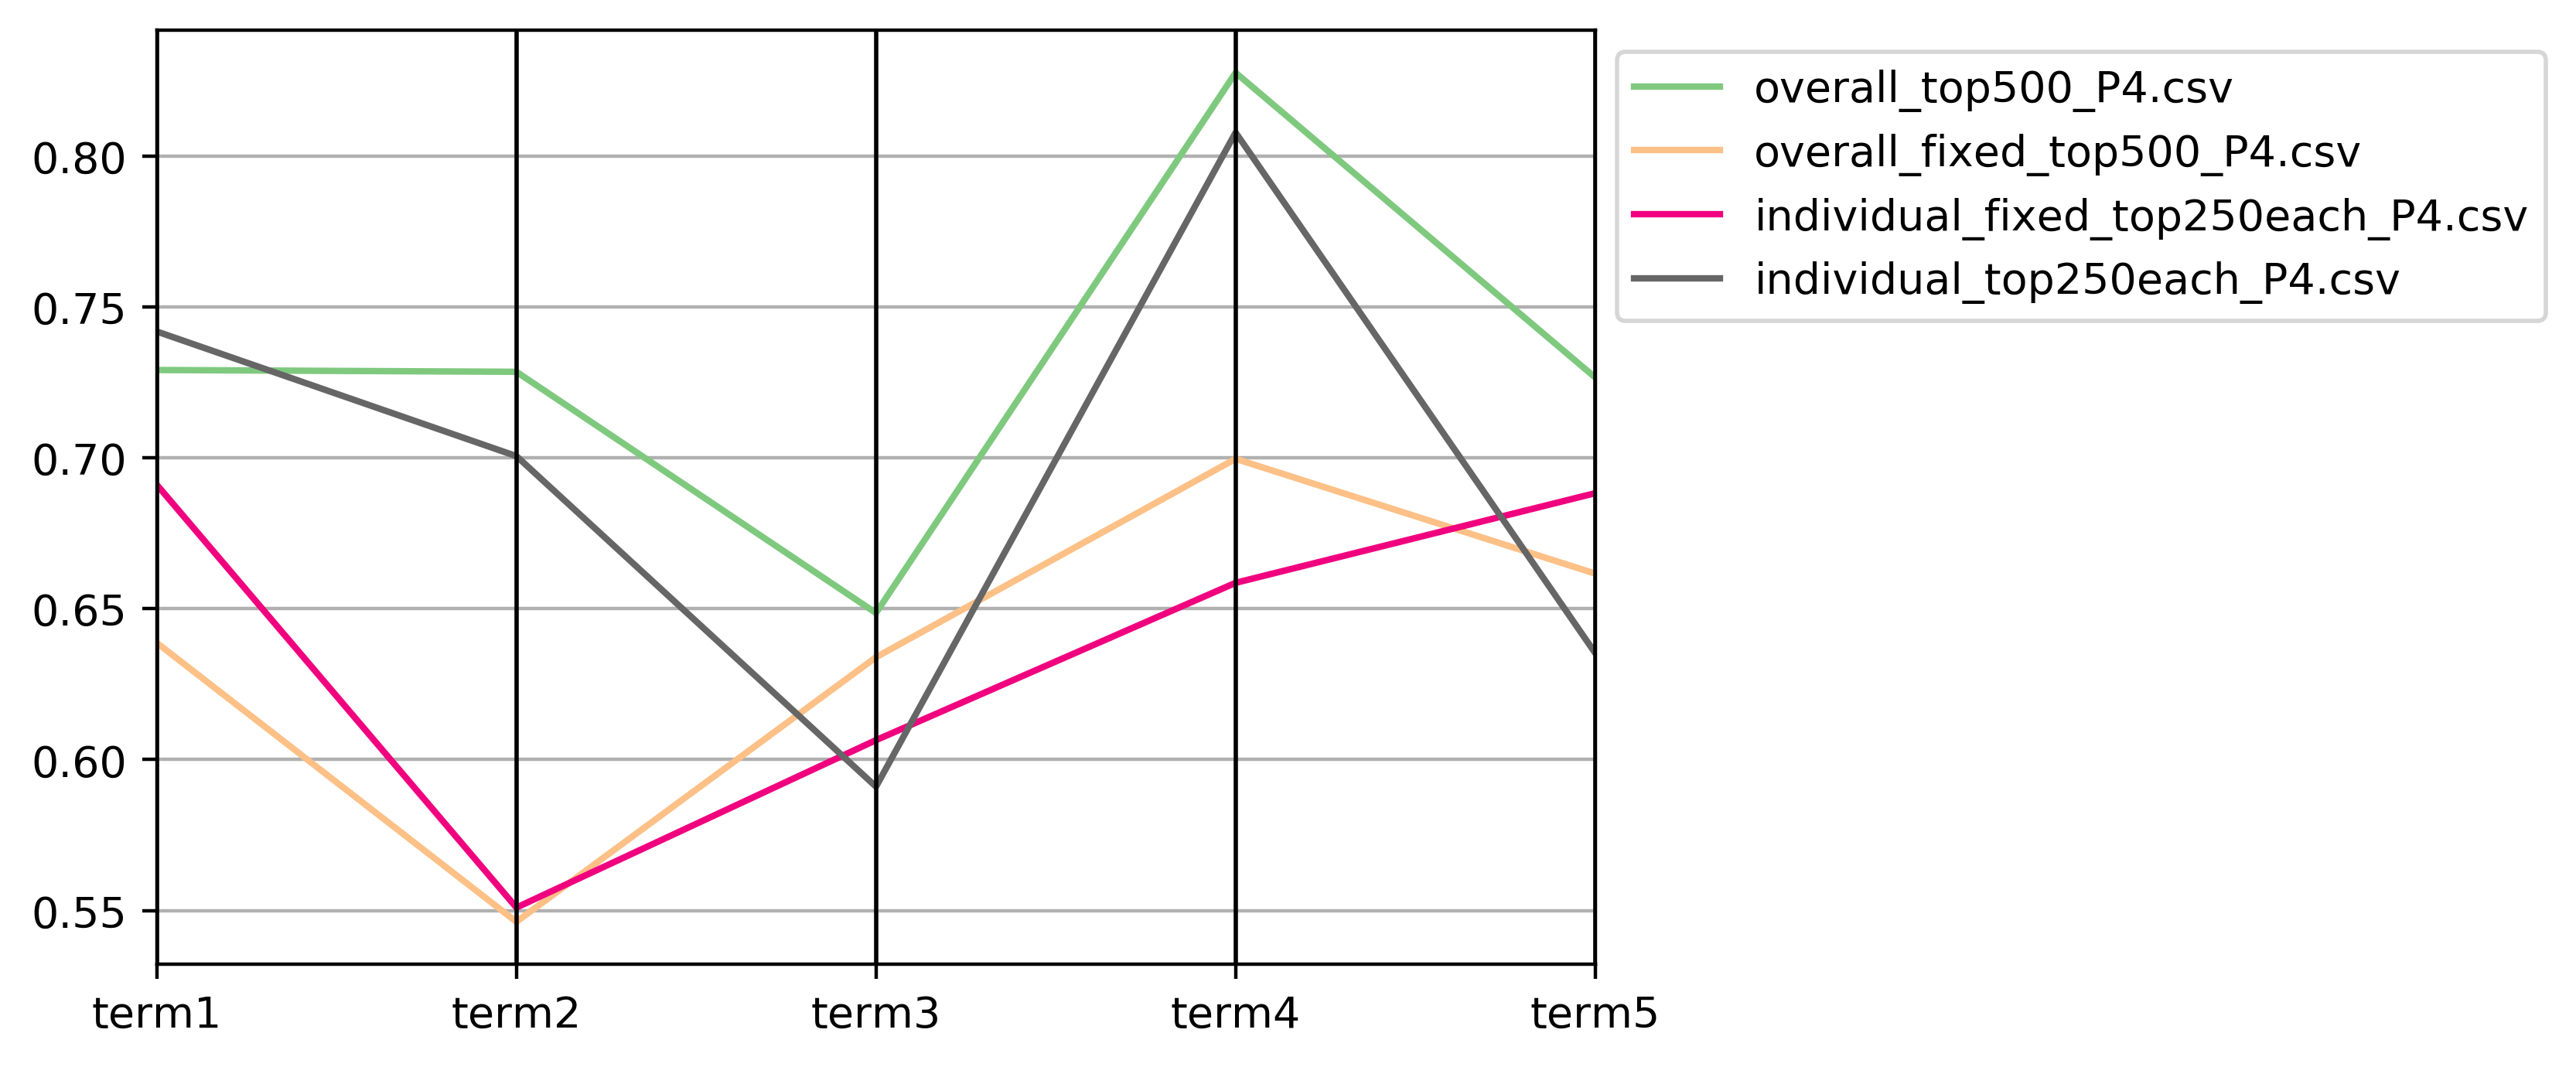 0.80
0.75
0.70
0.65
0.60
0.55
term1 term2 term3 term4 term5
overall_top500_P4.csv
overall_fixed_top500_P4.csv
individual_fixed_top250each_P4.csv
individual_top250each_P4.csv